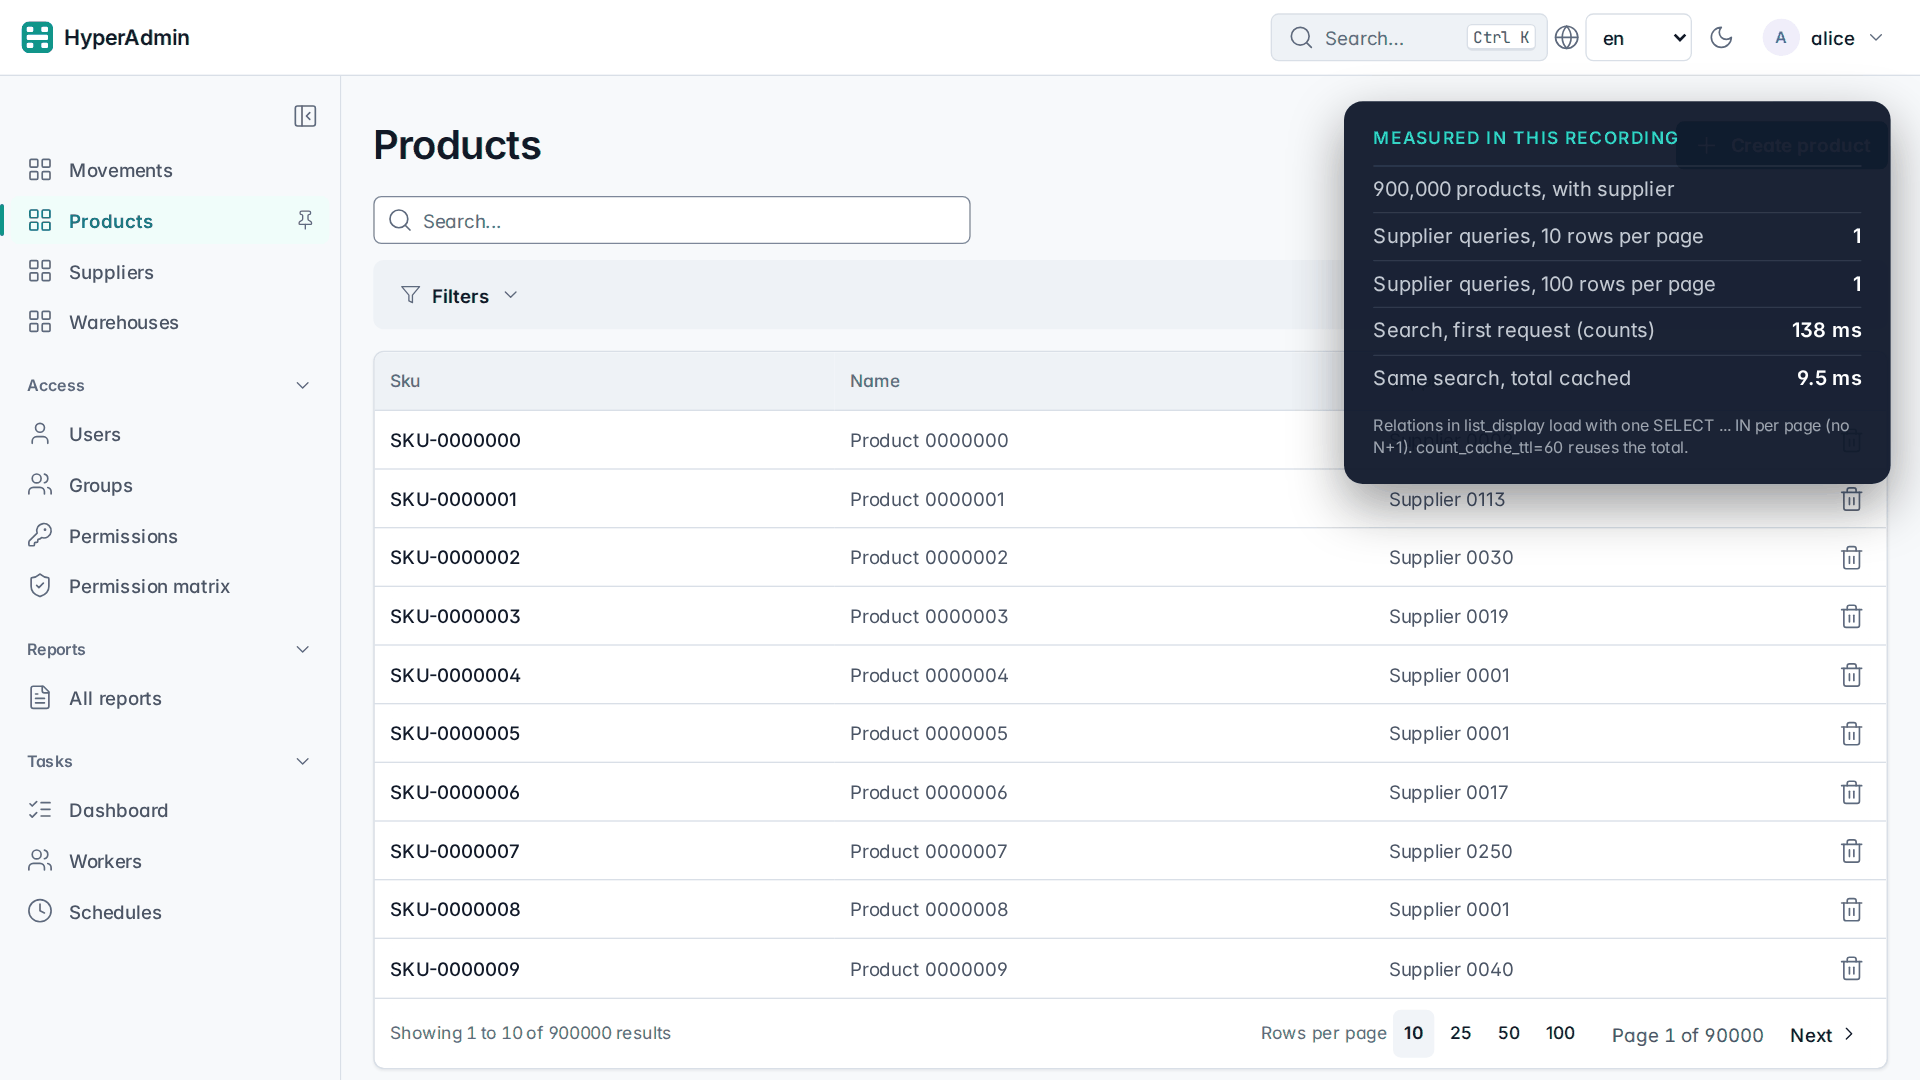 HyperAdmin
Search...
Ctrl K
en
A
alice
Movements
Products
Suppliers
Warehouses
Access
Users
Groups
Permissions
Permission matrix
Reports
All reports
Tasks
Dashboard
Workers
Schedules
Products
Create product
Search...
Filters
MEASURED IN THIS RECORDING
900,000 products, with supplier
Supplier queries, 10 rows per page 1
Supplier queries, 100 rows per page 1
Search, first request (counts) 138 ms
Same search, total cached 9.5 ms
Relations in list_display load with one SELECT ... IN per page (no
N+1). count_cache_ttl=60 reuses the total.
Sku Name
SKU-0000000 Product 0000000
SKU-0000001 Product 0000001 Supplier 0113
SKU-0000002 Product 0000002 Supplier 0030
SKU-0000003 Product 0000003 Supplier 0019
SKU-0000004 Product 0000004 Supplier 0001
SKU-0000005 Product 0000005 Supplier 0001
SKU-0000006 Product 0000006 Supplier 0017
SKU-0000007 Product 0000007 Supplier 0250
SKU-0000008 Product 0000008 Supplier 0001
SKU-0000009 Product 0000009 Supplier 0040
Showing 1 to 10 of 900000 results
Rows per page 10 25 50 100 Page 1 of 90000 Next